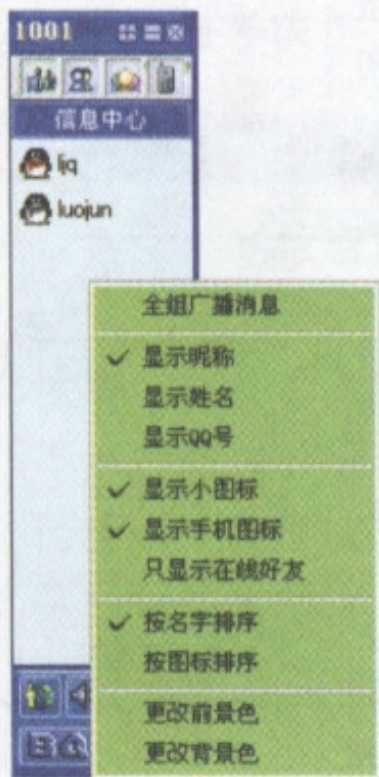 1001
信息中心
ljq
luojun
全组广播消息
✓ 显示昵称
显示姓名
显示QQ号
✓ 显示小图标
✓ 显示手机图标
只显示在线好友
✓ 按名字排序
按图标排序
更改前景色
更改背景色